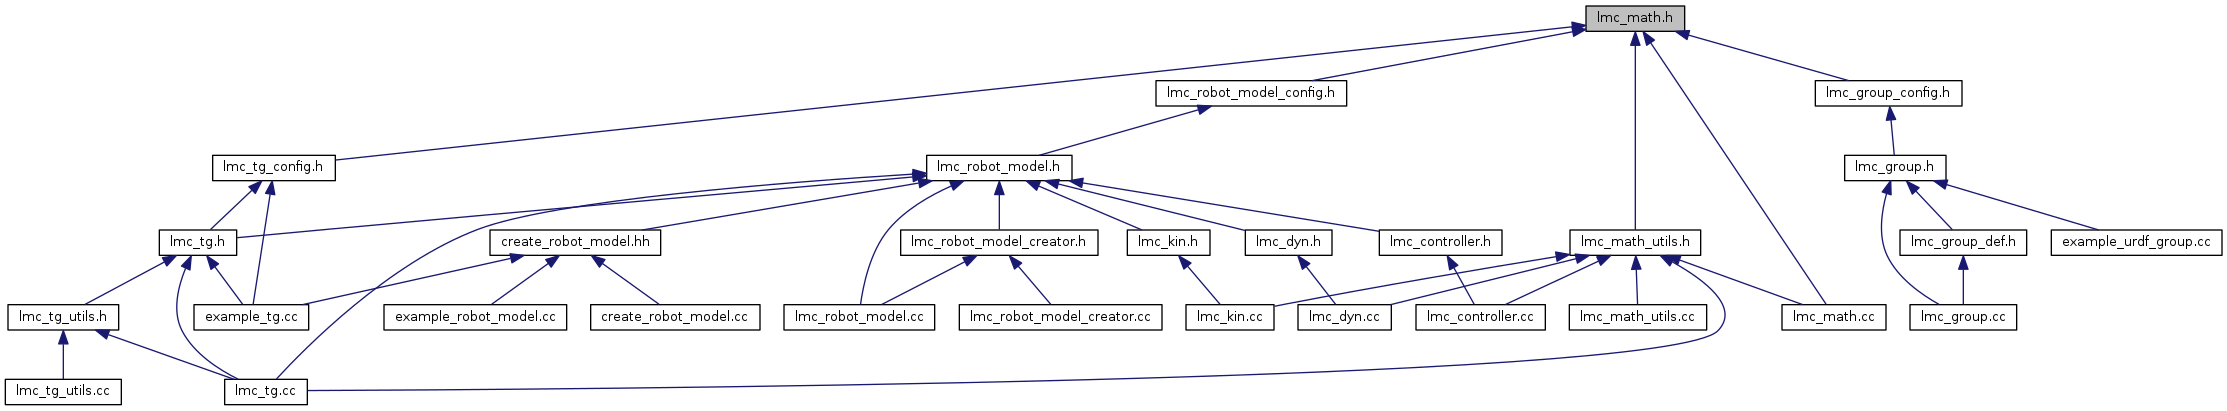 lmc_math.h
lmc_robot_model_config.h
lmc_group_config.h
lmc_tg_config.h
lmc_robot_model.h
lmc_group.h
lmc_tg.h
create_robot_model.hh
lmc_robot_model_creator.h
lmc_kin.h
lmc_dyn.h
lmc_controller.h
lmc_math_utils.h
lmc_group_def.h
example_urdf_group.cc
lmc_tg_utils.h
example_tg.cc
example_robot_model.cc
create_robot_model.cc
lmc_robot_model.cc
lmc_robot_model_creator.cc
lmc_kin.cc
lmc_dyn.cc
lmc_controller.cc
lmc_math_utils.cc
lmc_math.cc
lmc_group.cc
lmc_tg_utils.cc
lmc_tg.cc